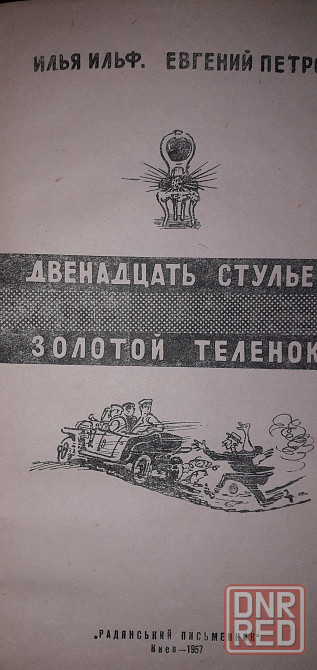 ИЛЬЯ ИЛЬФ. ЕВГЕНИЙ ПЕТРО
ДВЕНАДЦАТЬ СТУЛЬЕ
ЗОЛОТОЙ ТЕЛЕНОК
„РАДЯНСЬКИЙ ПИСЬМЕННИК"
Киев—1957
DNR
RED